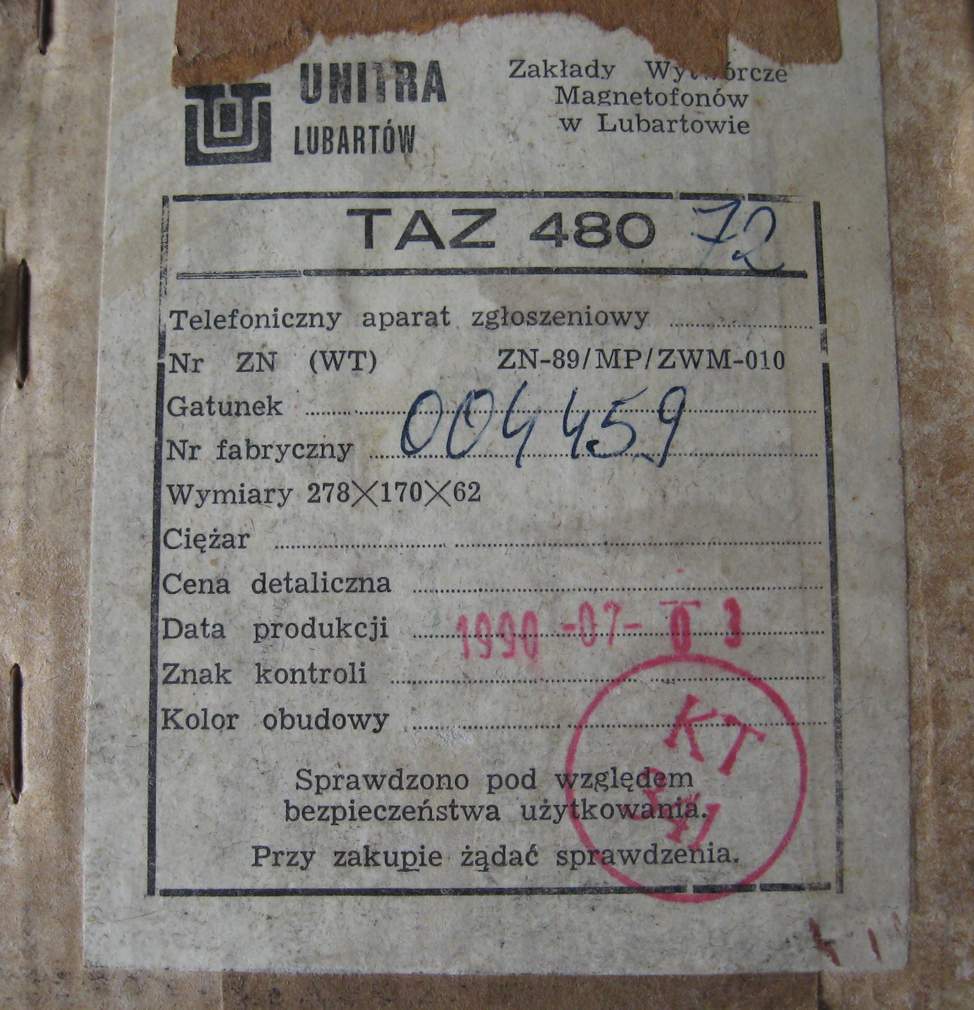 UNITRA
LUBARTÓW
Zakłady Wytwórcze
Magnetofonów
w Lubartowie
TAZ 480 72
Telefoniczny aparat zgłoszeniowy
Nr ZN (WT) ZN-89/MP/ZWM-010
Gatunek
Nr fabryczny 004459
Wymiary 278×170×62
Ciężar
Cena detaliczna
Data produkcji 1990-07-03
Znak kontroli
Kolor obudowy
KT
Sprawdzono pod względem
bezpieczeństwa użytkowania.
Przy zakupie żądać sprawdzenia.